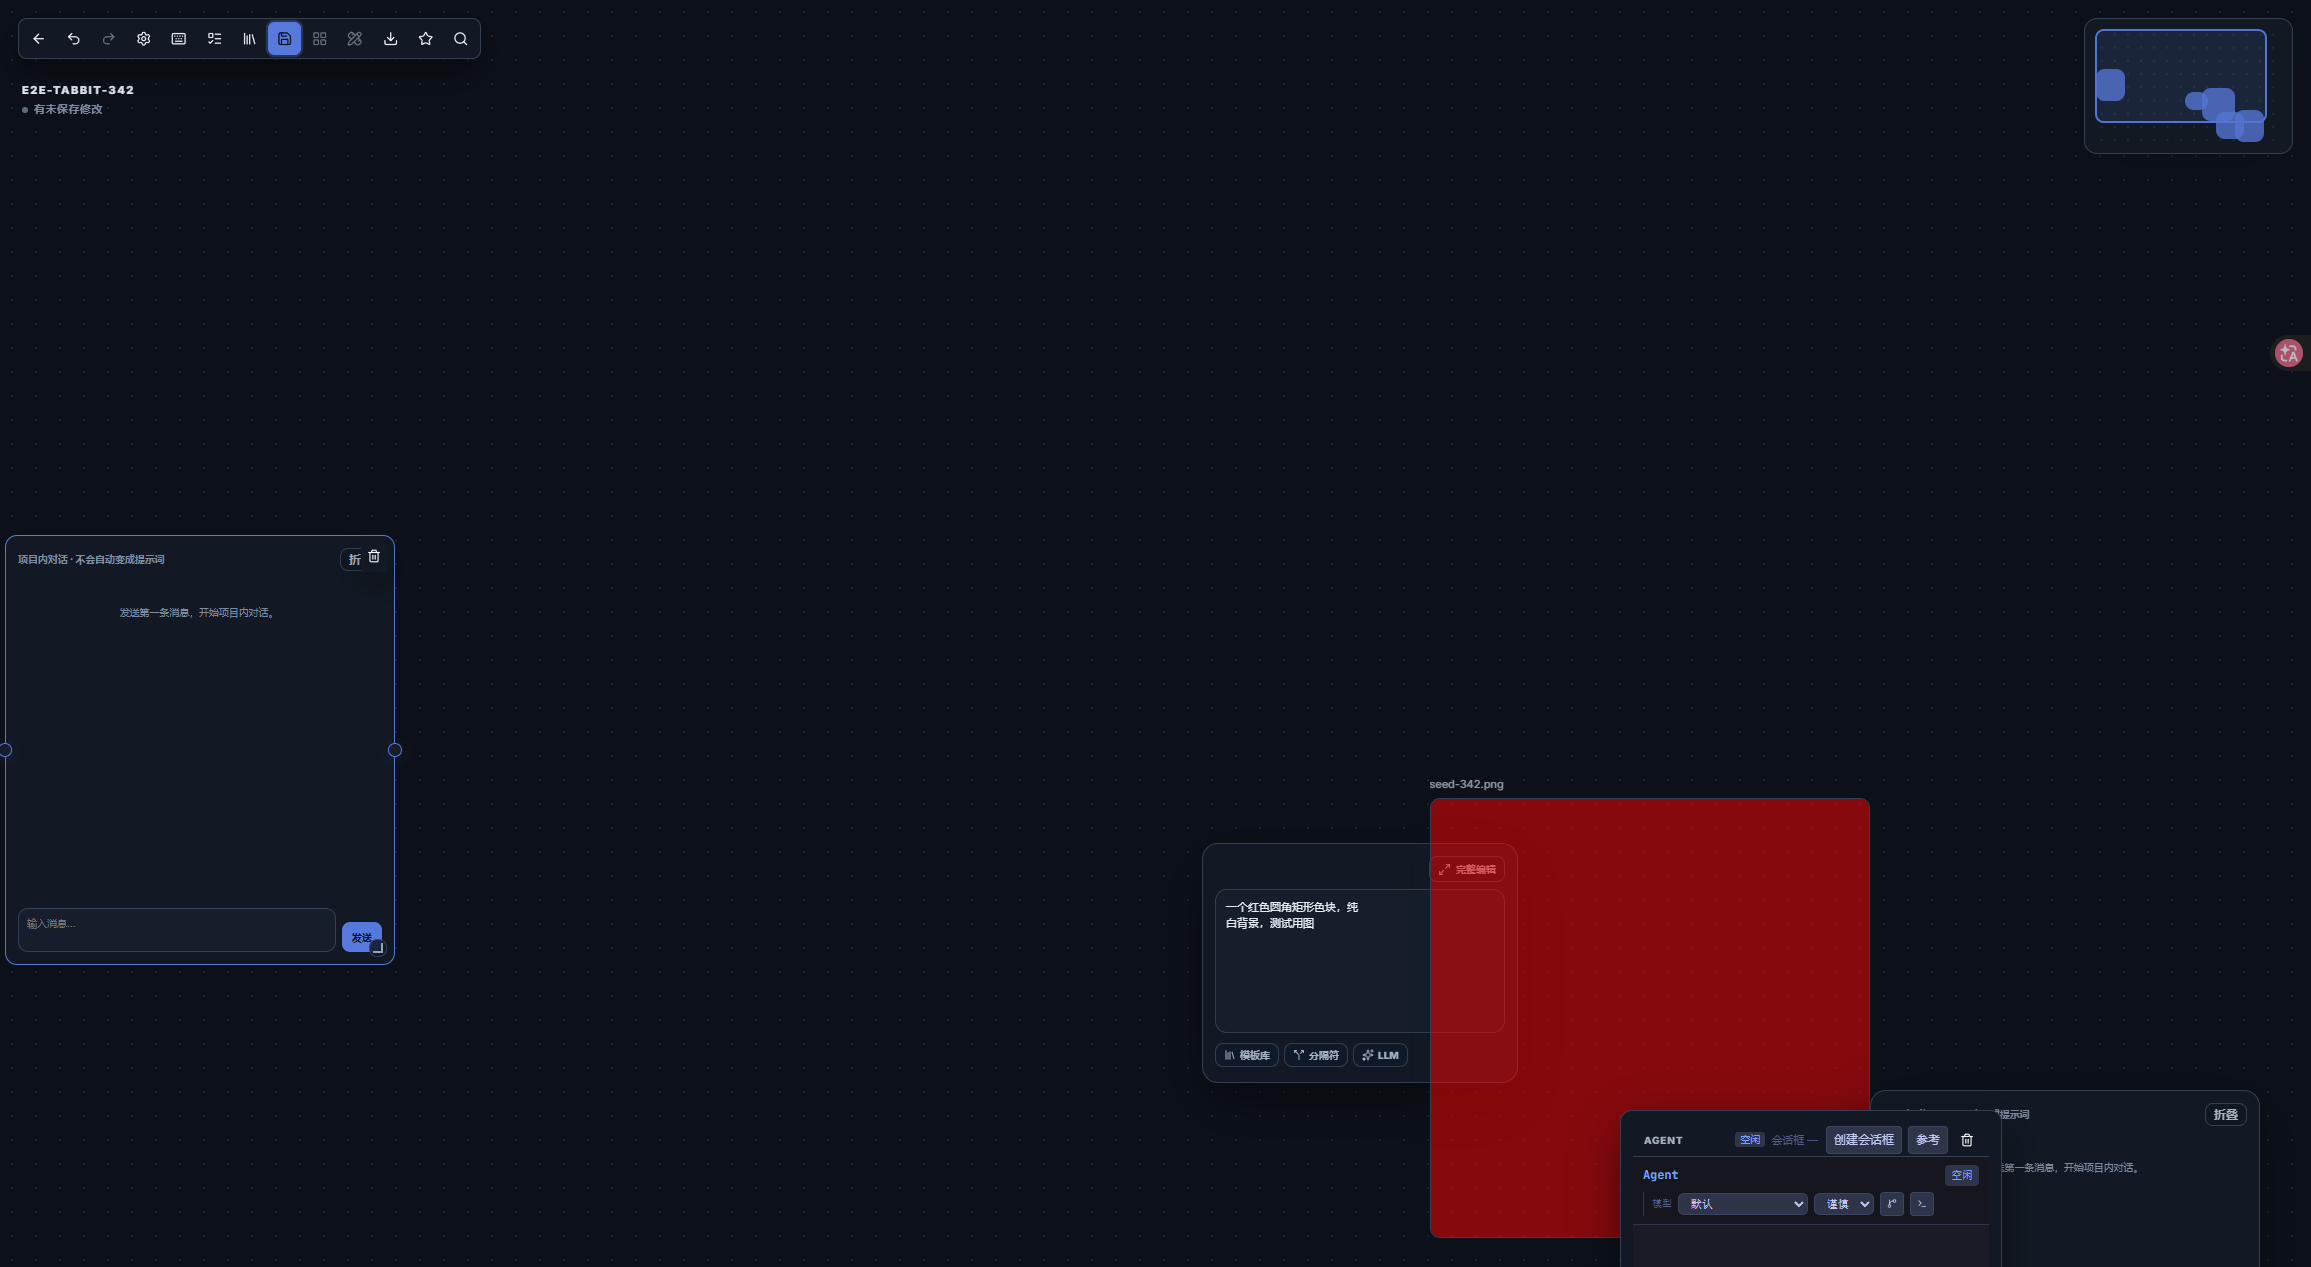 E2E-TABBIT-342
有未保存修改
项目内对话 · 不会自动变成提示词
折
发送第一条消息，开始项目内对话。
输入消息...
发送
seed-342.png
完整编辑
一个红色圆角矩形色块，纯
白背景，测试用图
模板库
分隔符
LLM
提示词
折叠
第一条消息，开始项目内对话。
AGENT
空闲
会话框 —
创建会话框
参考
Agent
空闲
模型
默认
谨慎